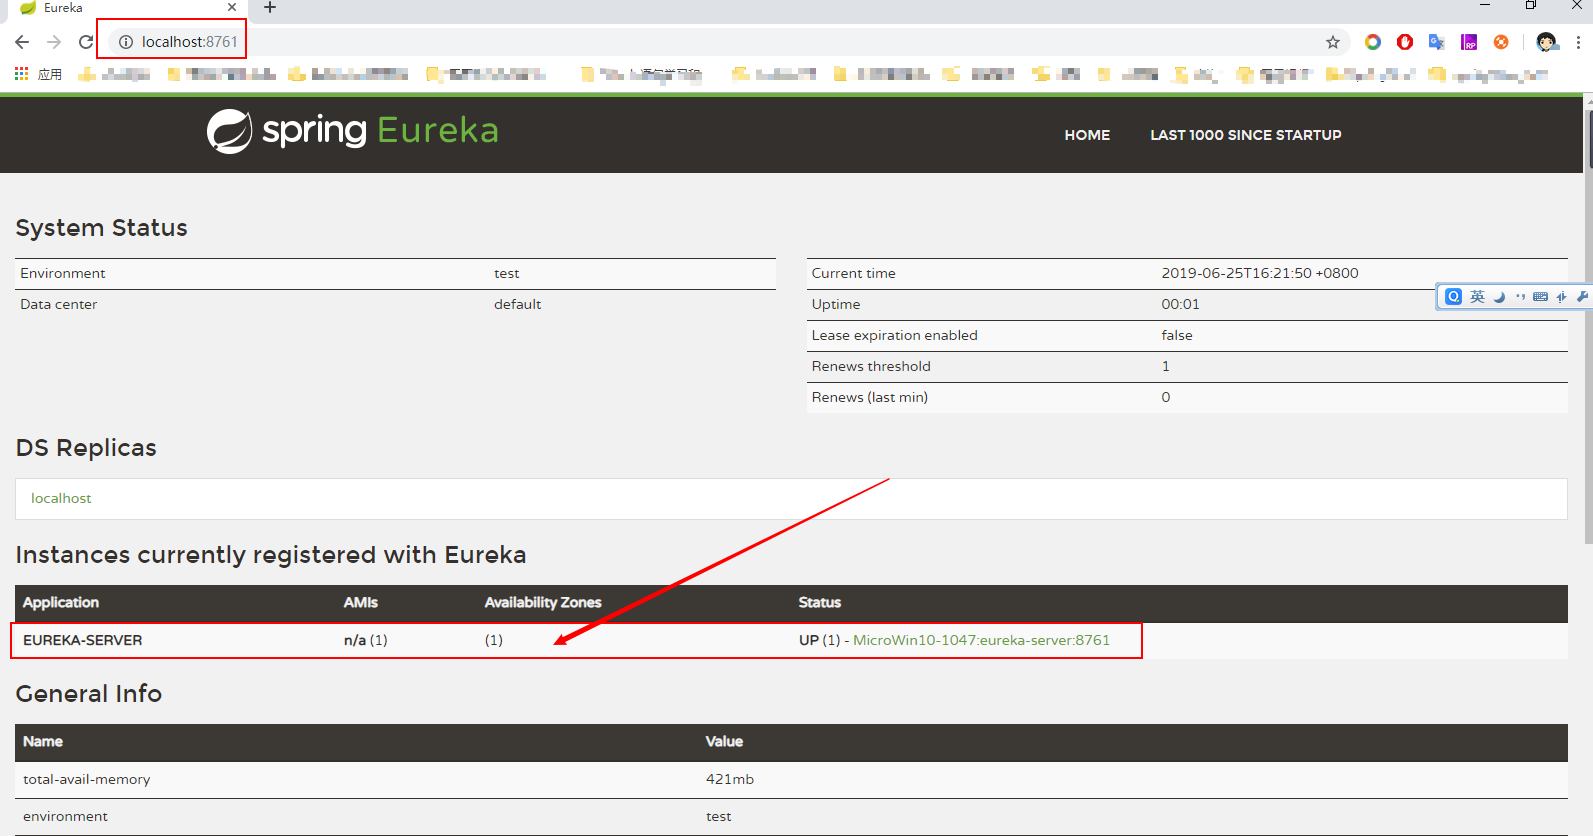 Eureka
localhost:8761
应用
spring Eureka
HOME LAST 1000 SINCE STARTUP
System Status
Environment test
Data center default
Current time 2019-06-25T16:21:50 +0800
Uptime 00:01
Lease expiration enabled false
Renews threshold 1
Renews (last min) 0
英
DS Replicas
localhost
Instances currently registered with Eureka
Application AMIs Availability Zones Status
EUREKA-SERVER n/a (1) (1) UP (1) - MicroWin10-1047:eureka-server:8761
General Info
Name Value
total-avail-memory 421mb
environment test